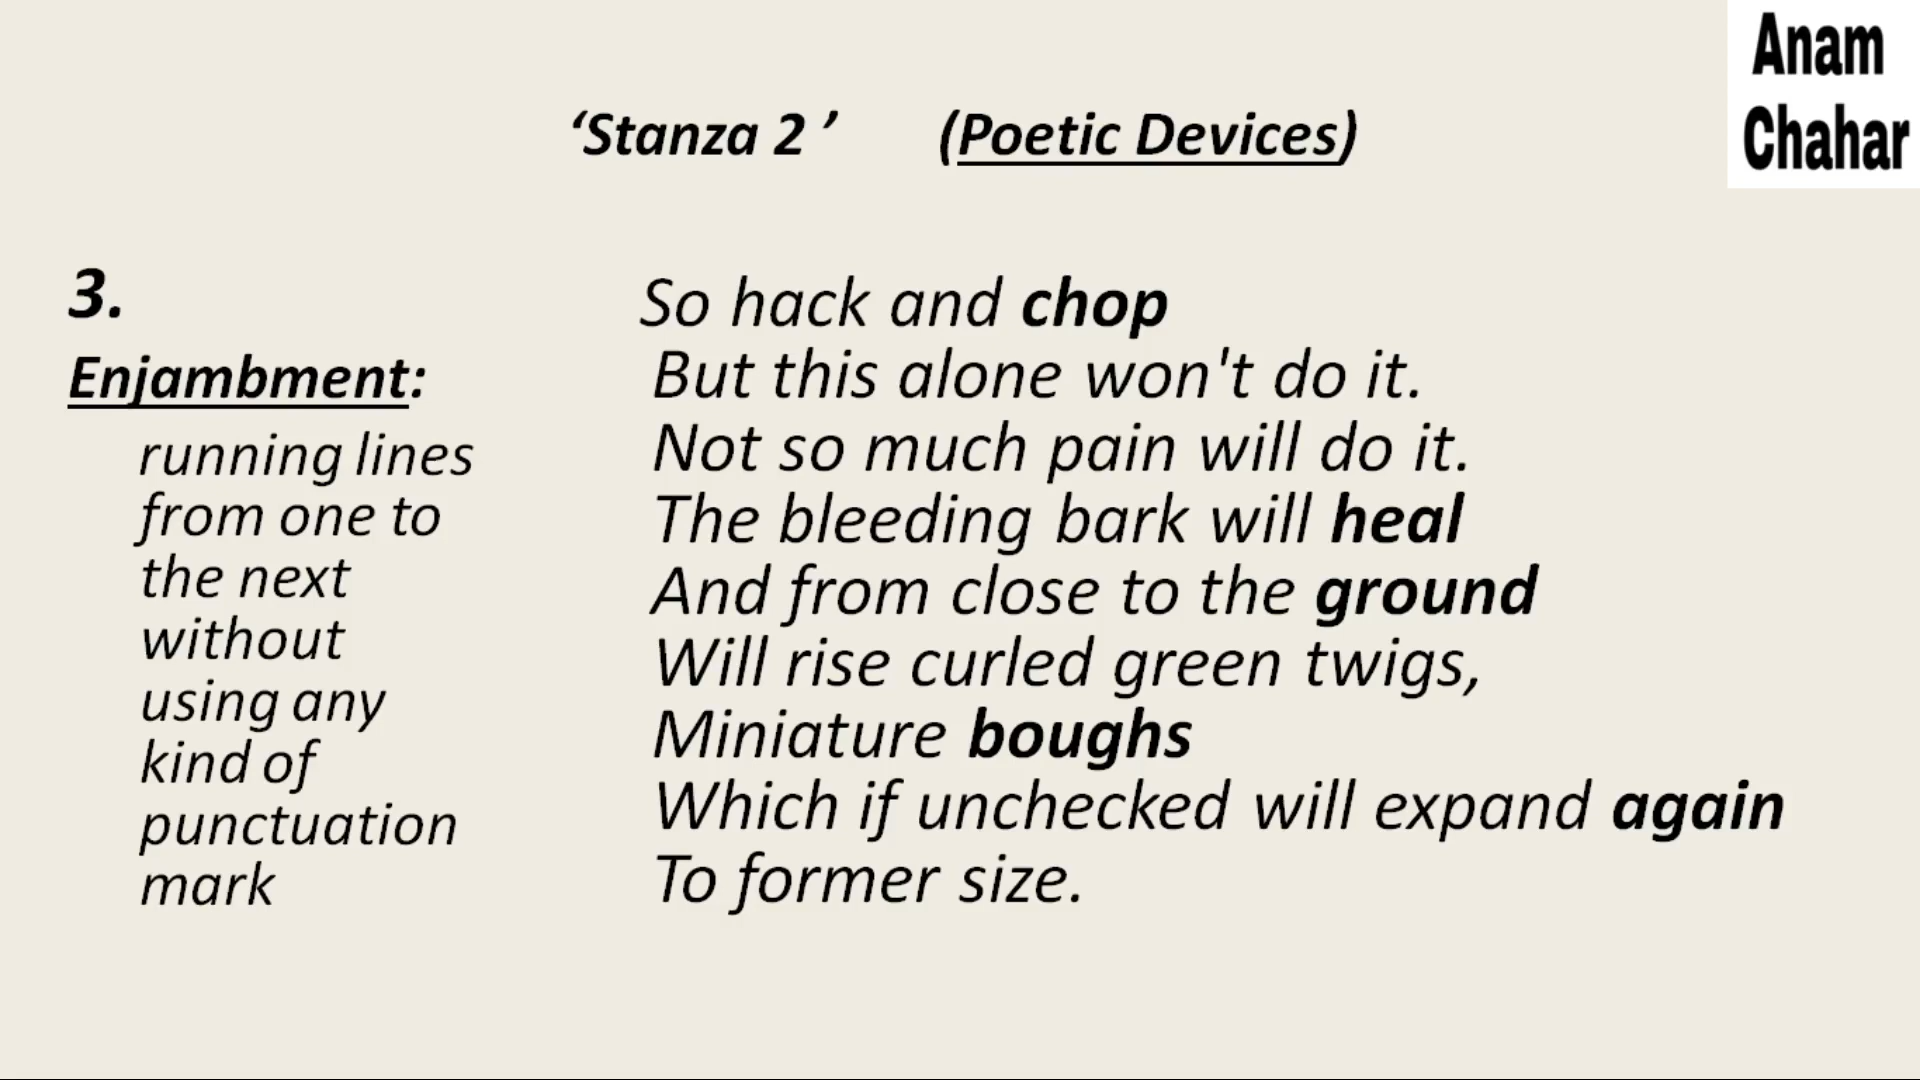 Anam
Chahar
‘Stanza 2 ’ (Poetic Devices)
3.
Enjambment:
running lines
from one to
the next
without
using any
kind of
punctuation
mark
So hack and chop
But this alone won't do it.
Not so much pain will do it.
The bleeding bark will heal
And from close to the ground
Will rise curled green twigs,
Miniature boughs
Which if unchecked will expand again
To former size.